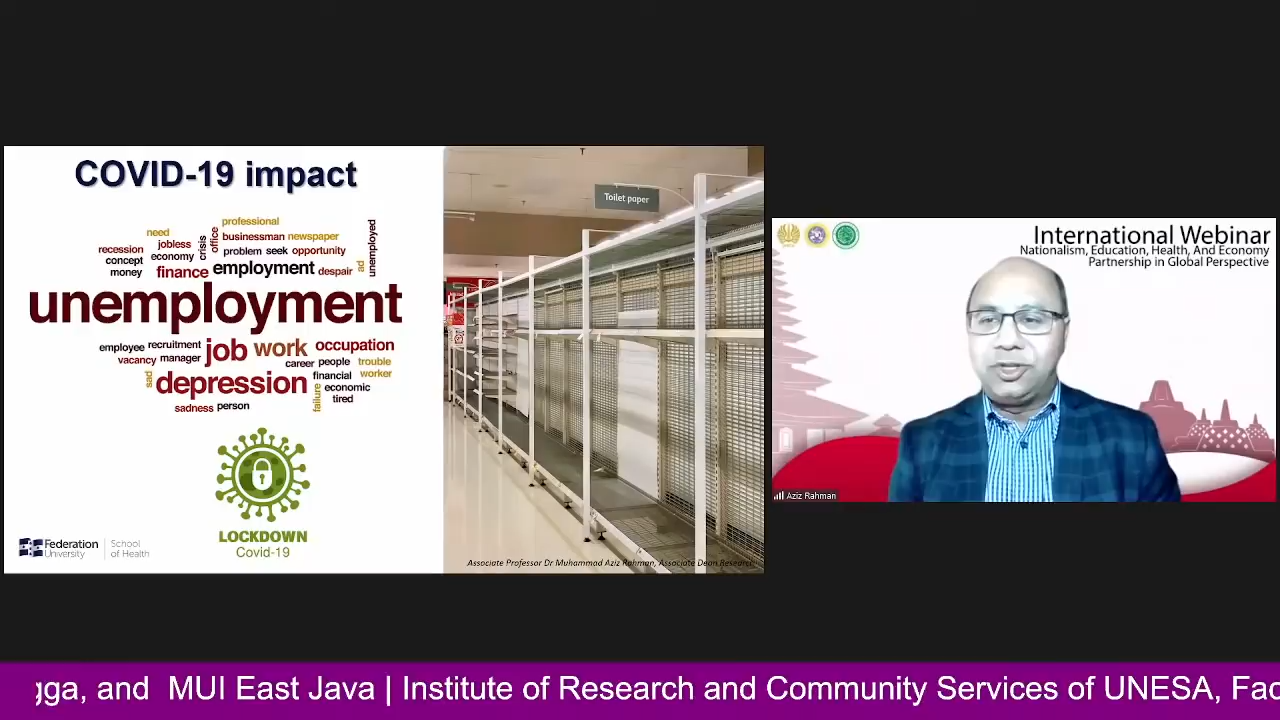 COVID-19 impact
professional
need
businessman newspaper
jobless
office
crisis
unemployed
recession
economy
problem seek opportunity
concept
money
finance employment despair
ad
unemployment
employee recruitment job work occupation
vacancy manager
career people trouble
sad
depression
financial worker
failure
economic
tired
sadness person
LOCKDOWN
Covid-19
Federation University
School of Health
Toilet paper
Associate Professor Dr Muhammad Aziz Rahman, Associate Dean Research
International Webinar
Nationalism, Education, Health, And Economy
Partnership in Global Perspective
Aziz Rahman
gga, and MUI East Java | Institute of Research and Community Services of UNESA, Fac